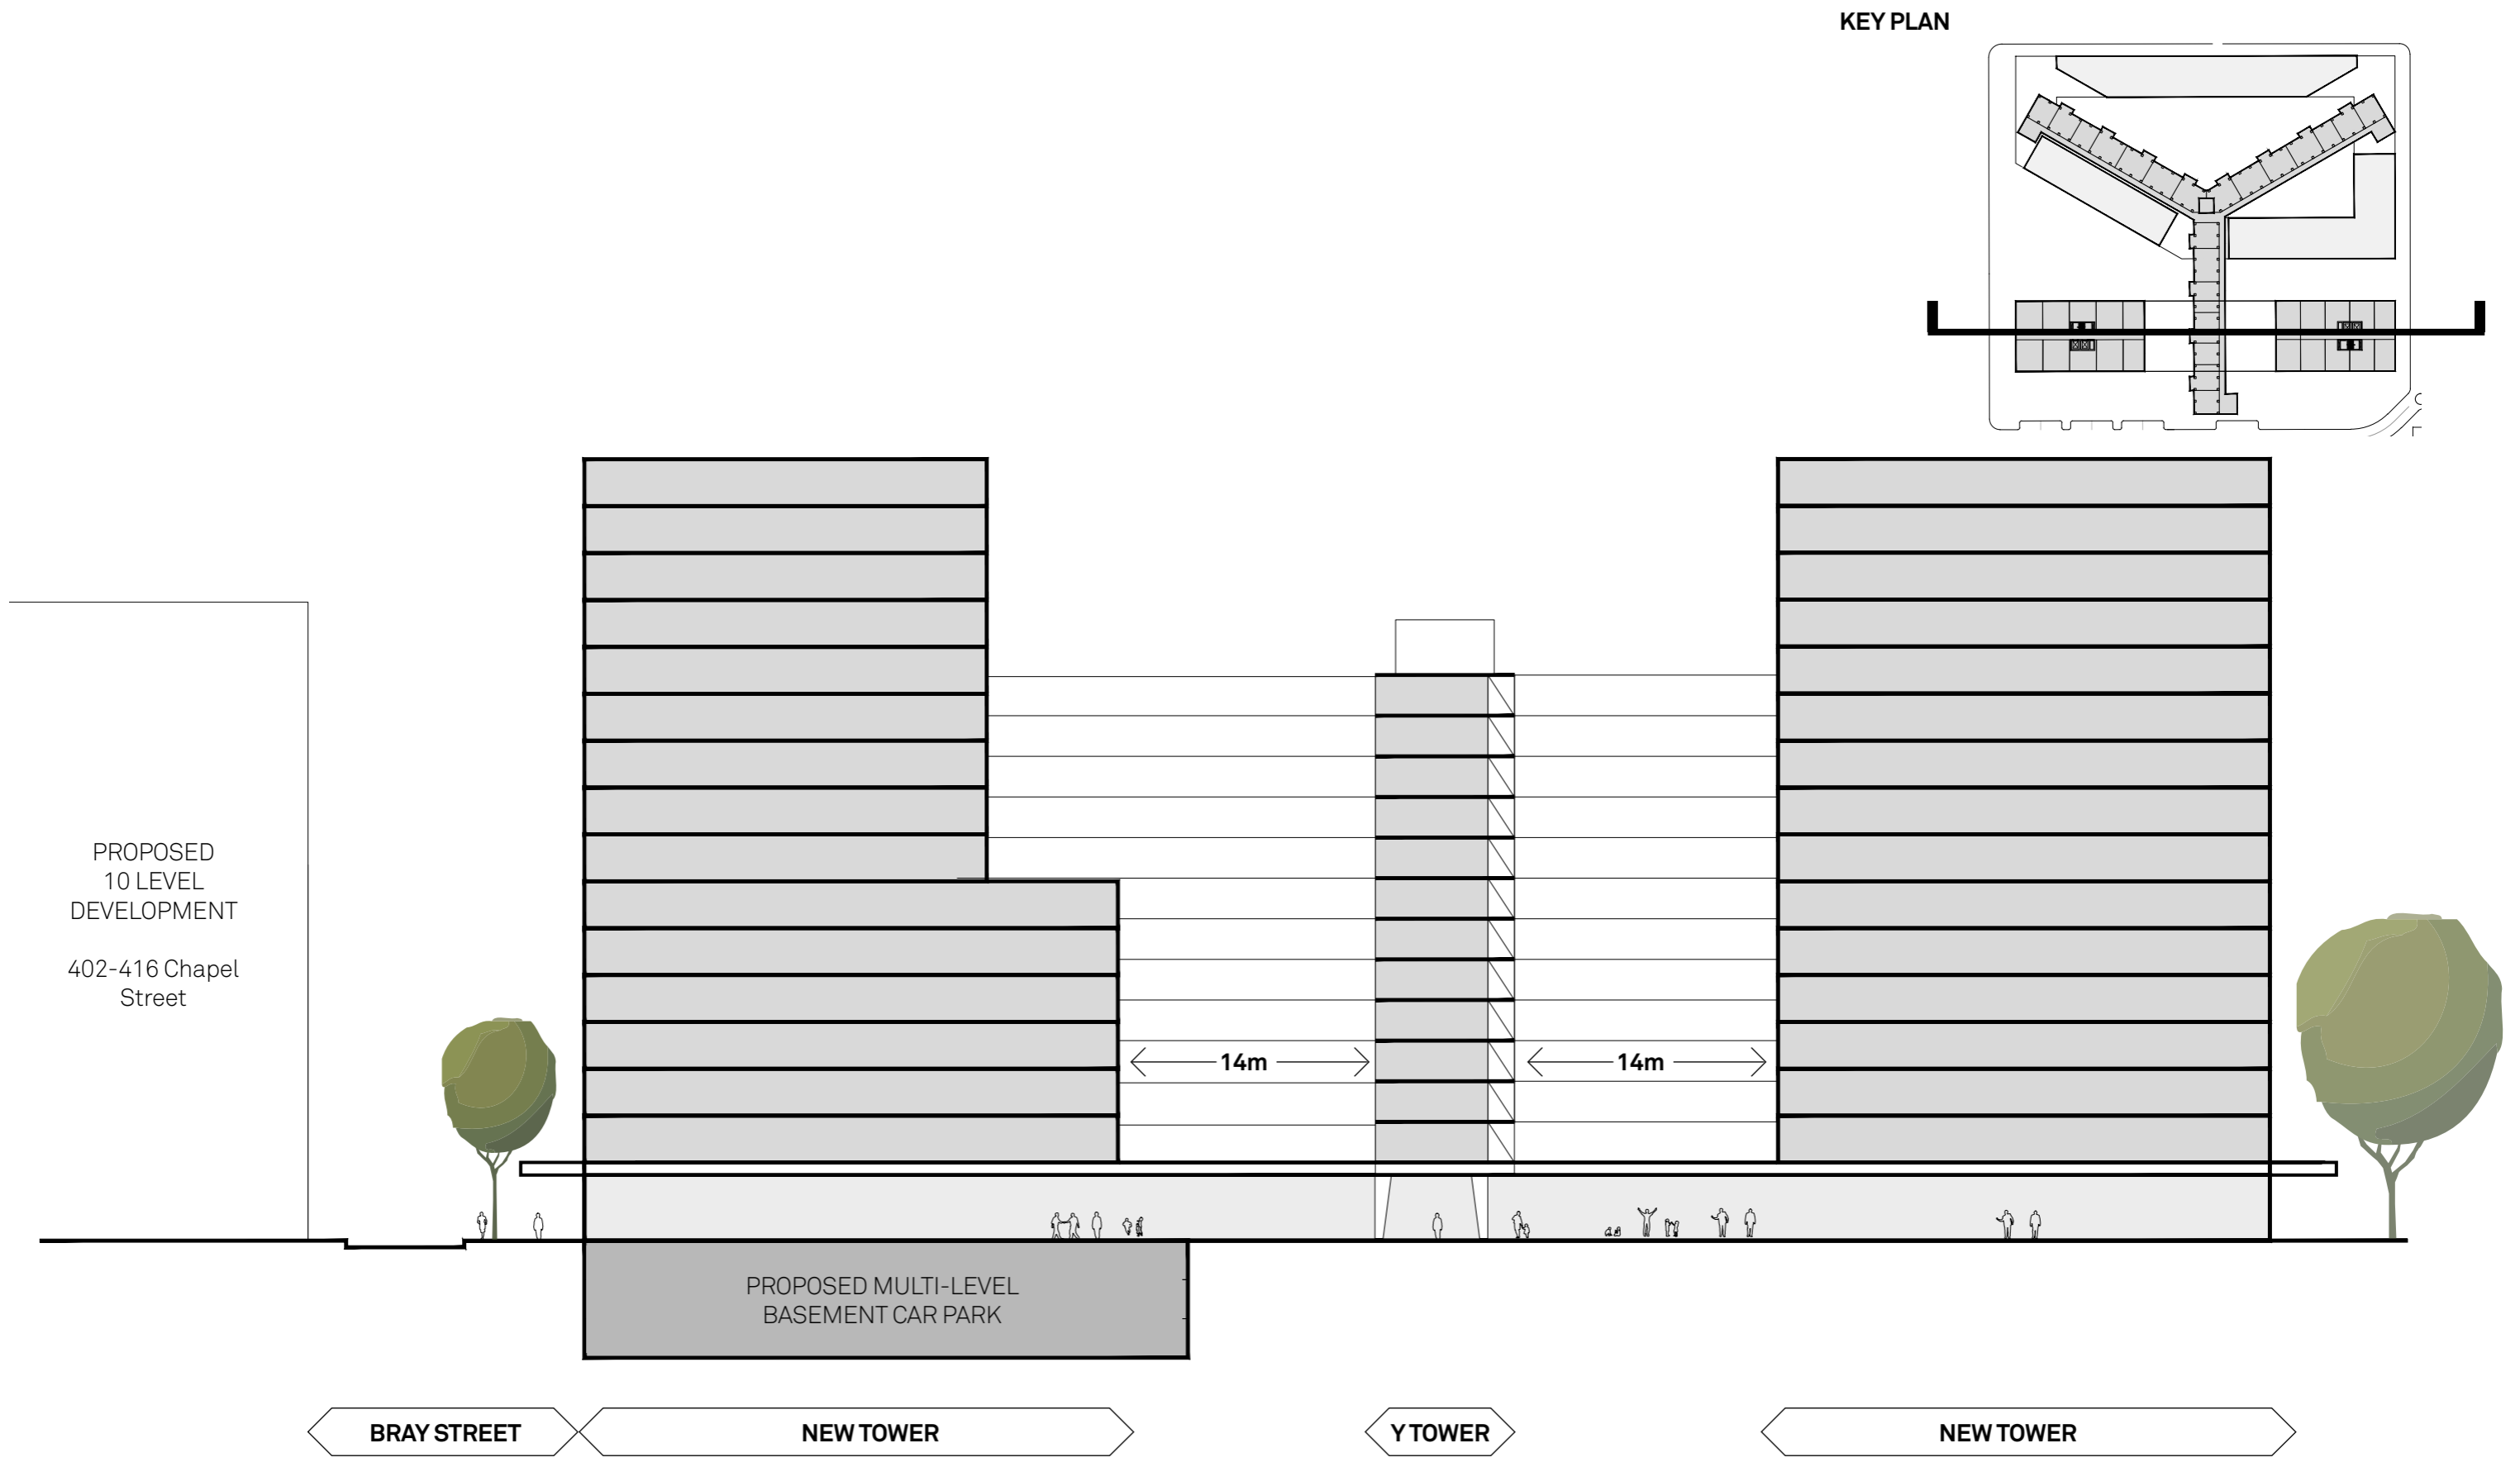 KEY PLAN
PROPOSED
10 LEVEL
DEVELOPMENT
402-416 Chapel
Street
14m
14m
PROPOSED MULTI-LEVEL
BASEMENT CAR PARK
BRAY STREET
NEW TOWER
Y TOWER
NEW TOWER